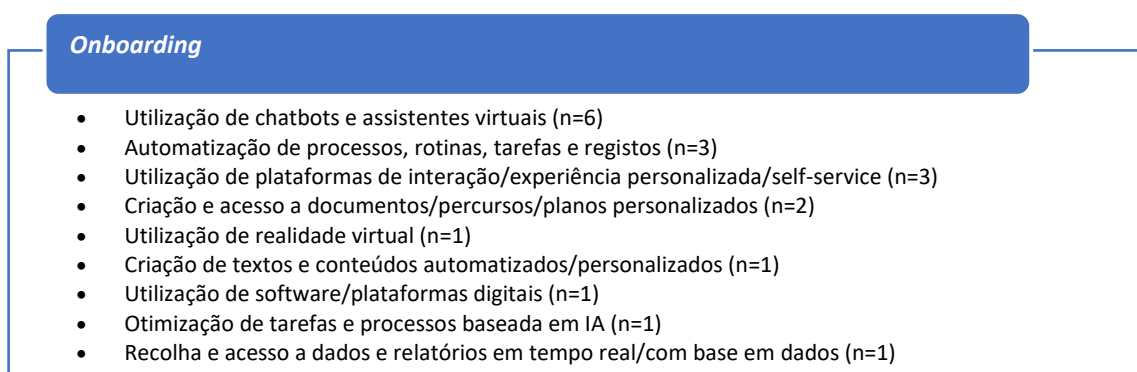 Onboarding
• Utilização de chatbots e assistentes virtuais (n=6)
• Automatização de processos, rotinas, tarefas e registos (n=3)
• Utilização de plataformas de interação/experiência personalizada/self-service (n=3)
• Criação e acesso a documentos/percursos/planos personalizados (n=2)
• Utilização de realidade virtual (n=1)
• Criação de textos e conteúdos automatizados/personalizados (n=1)
• Utilização de software/plataformas digitais (n=1)
• Otimização de tarefas e processos baseada em IA (n=1)
• Recolha e acesso a dados e relatórios em tempo real/com base em dados (n=1)